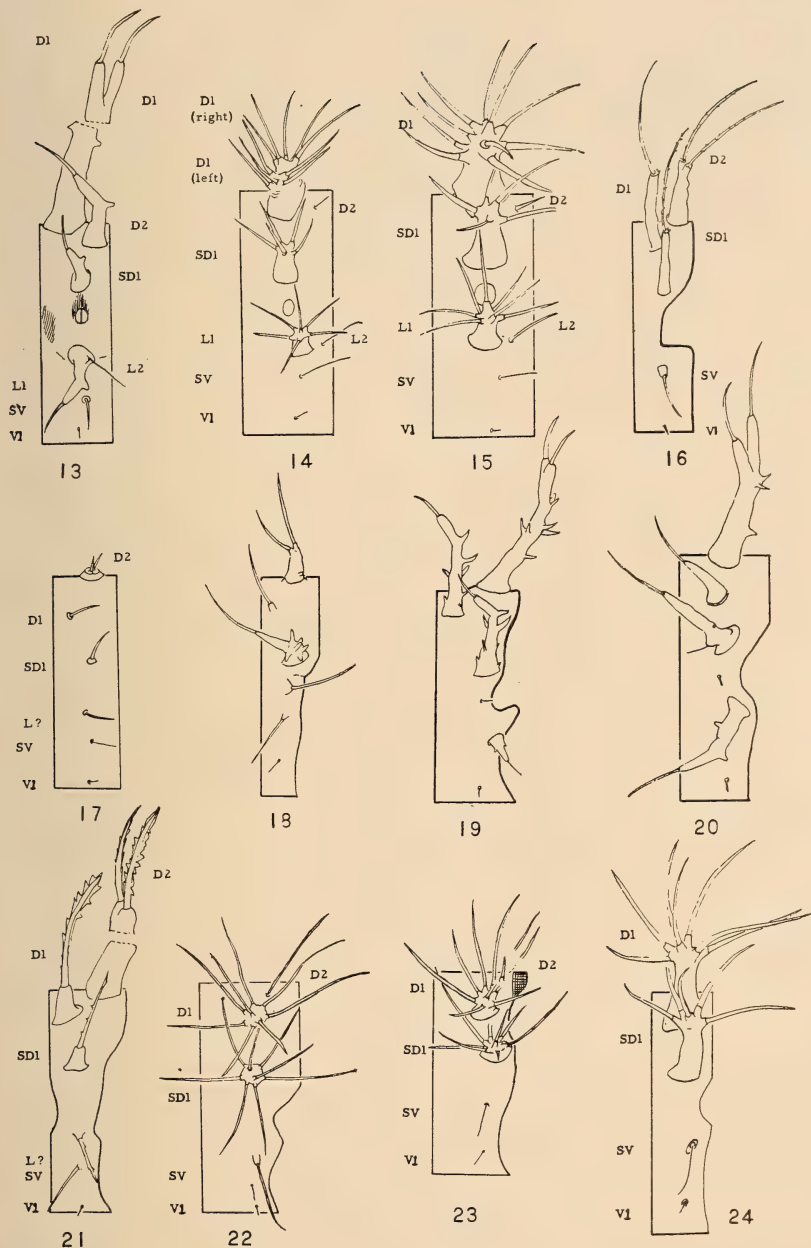 D1
D1
D2
SD1
L2
L1
SV
V1
13
D1
(right)
D1
(left)
D2
SD1
L1
L2
SV
V1
14
D1
D2
SD1
L1
L2
SV
V1
15
D1
D2
SD1
SV
V1
16
D2
D1
SD1
L?
SV
V1
17
18
19
20
D2
D1
SD1
L?
SV
V1
21
D2
D1
SD1
SV
V1
22
D2
D1
SD1
SV
V1
23
D1
SD1
SV
V1
24